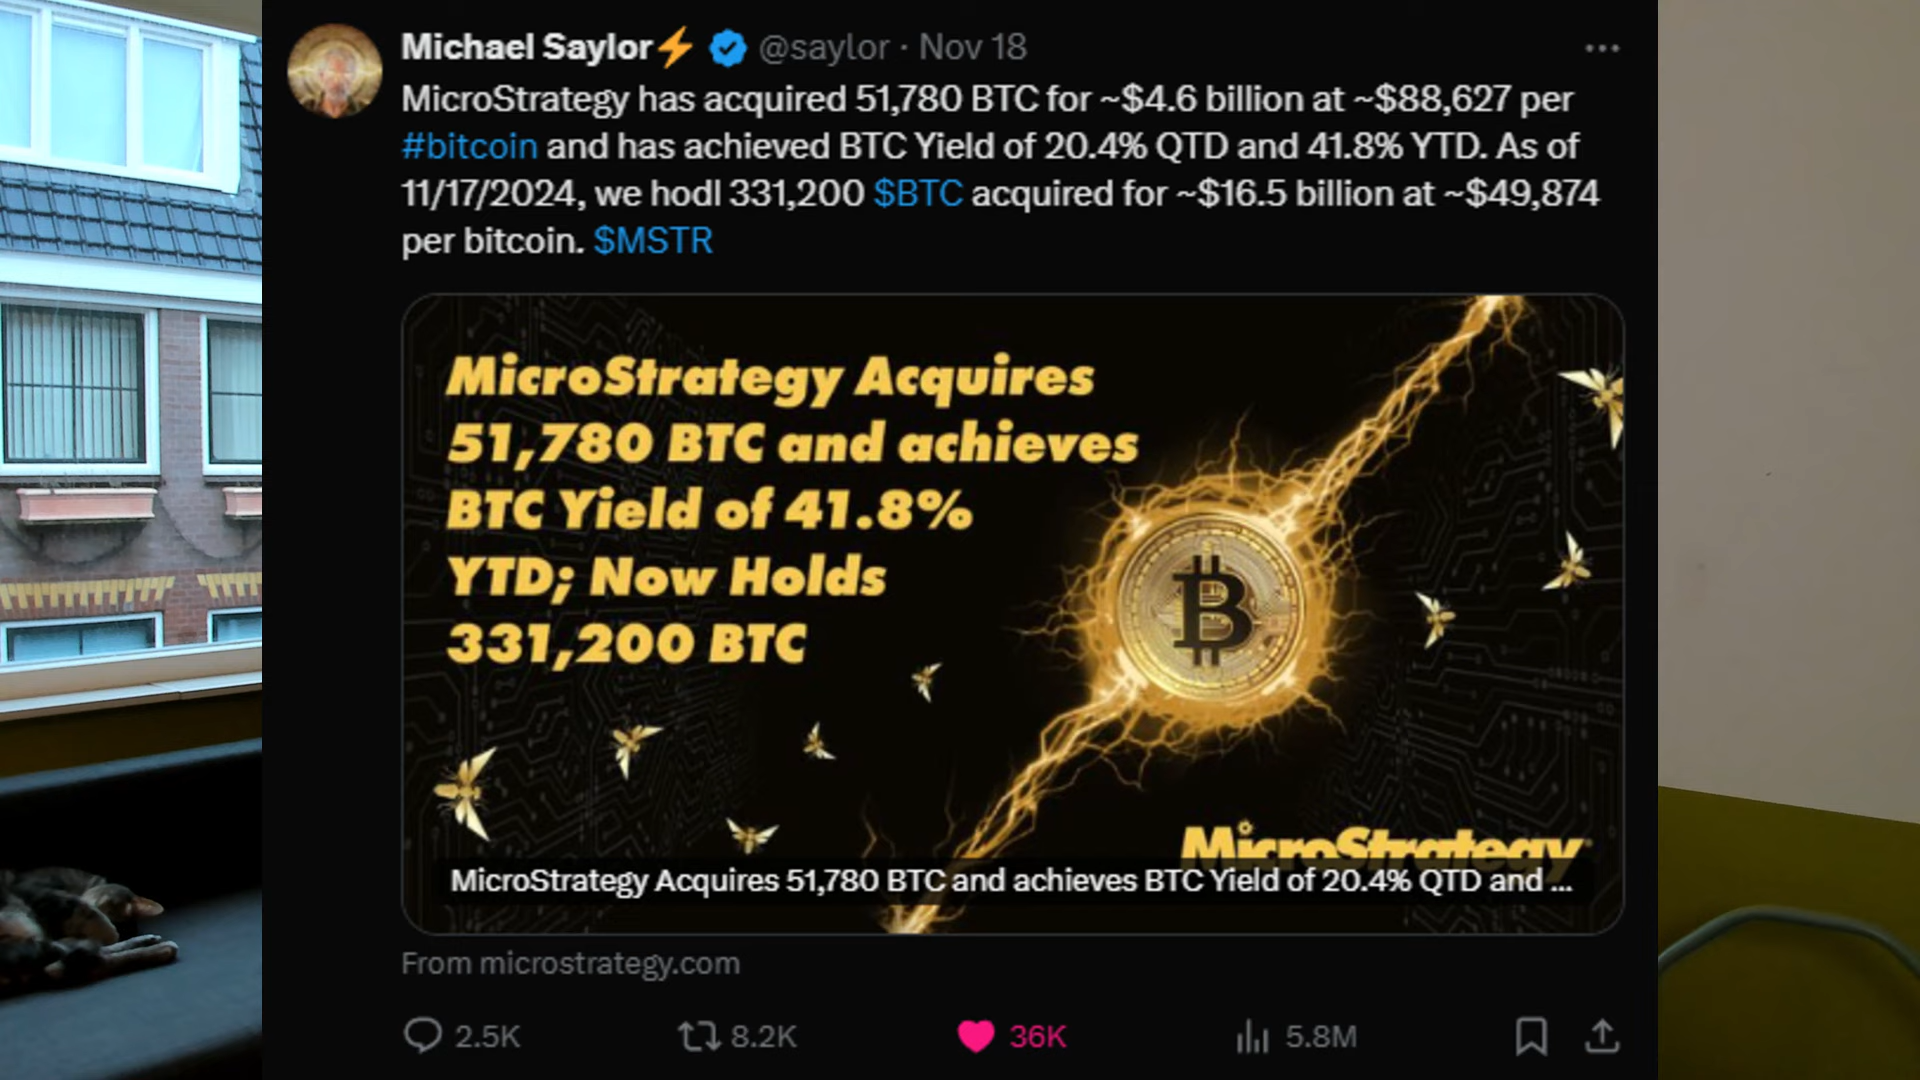 Michael Saylor⚡ @saylor · Nov 18
MicroStrategy has acquired 51,780 BTC for ~$4.6 billion at ~$88,627 per
#bitcoin and has achieved BTC Yield of 20.4% QTD and 41.8% YTD. As of
11/17/2024, we hodl 331,200 $BTC acquired for ~$16.5 billion at ~$49,874
per bitcoin. $MSTR
MicroStrategy Acquires
51,780 BTC and achieves
BTC Yield of 41.8%
YTD; Now Holds
331,200 BTC
MicroStrategy
MicroStrategy Acquires 51,780 BTC and achieves BTC Yield of 20.4% QTD and ...
From microstrategy.com
2.5K 8.2K 36K 5.8M